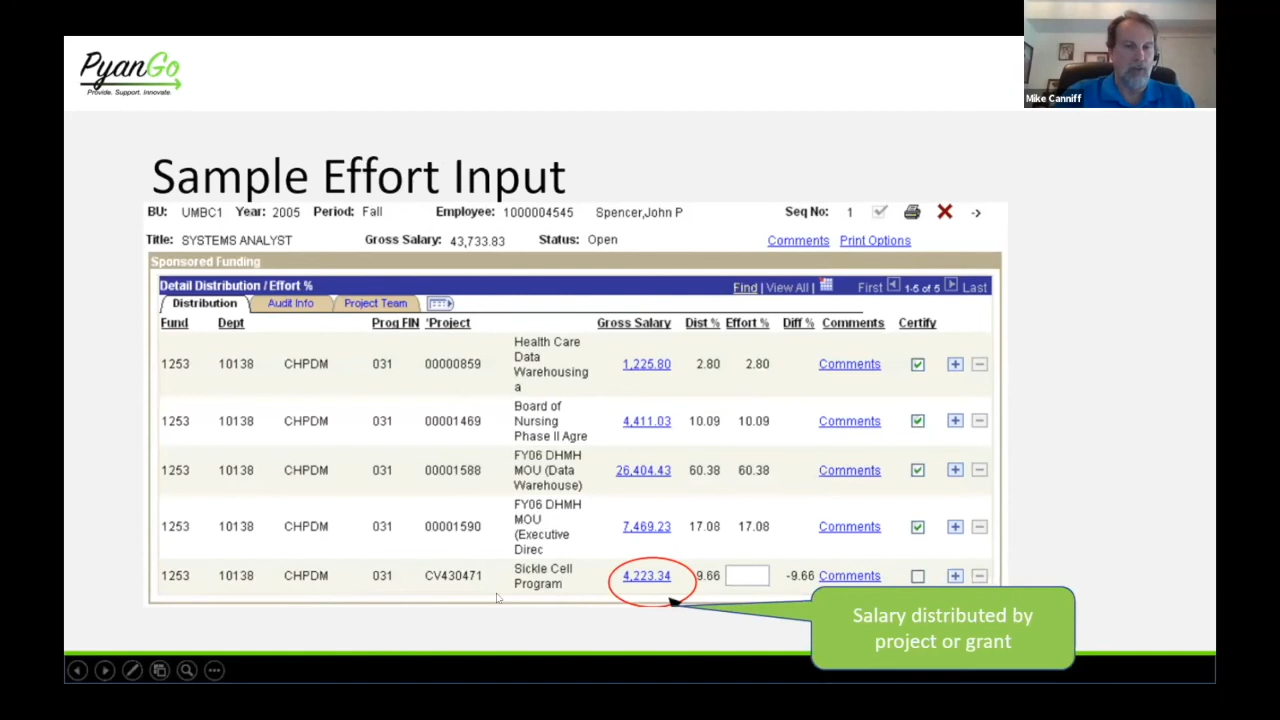 PyanGo
Provide. Support. Innovate.
Mike Canniff
Sample Effort Input
BU: UMBC1 Year: 2005 Period: Fall Employee: 1000004545 Spencer,John P Seq No: 1
Title: SYSTEMS ANALYST Gross Salary: 43,733.83 Status: Open Comments Print Options
Sponsored Funding
Detail Distribution / Effort % Find | View All | First 1-5 of 5 Last
Distribution Audit Info Project Team
Fund Dept Prog FIN *Project Gross Salary Dist % Effort % Diff % Comments Certify
1253 10138 CHPDM 031 00000859 Health Care Data Warehousing a 1,225.80 2.80 2.80 Comments
1253 10138 CHPDM 031 00001469 Board of Nursing Phase II Agre 4,411.03 10.09 10.09 Comments
1253 10138 CHPDM 031 00001588 FY06 DHMH MOU (Data Warehouse) 26,404.43 60.38 60.38 Comments
1253 10138 CHPDM 031 00001590 FY06 DHMH MOU (Executive Direc 7,469.23 17.08 17.08 Comments
1253 10138 CHPDM 031 CV430471 Sickle Cell Program 4,223.34 9.66 -9.66 Comments
Salary distributed by
project or grant